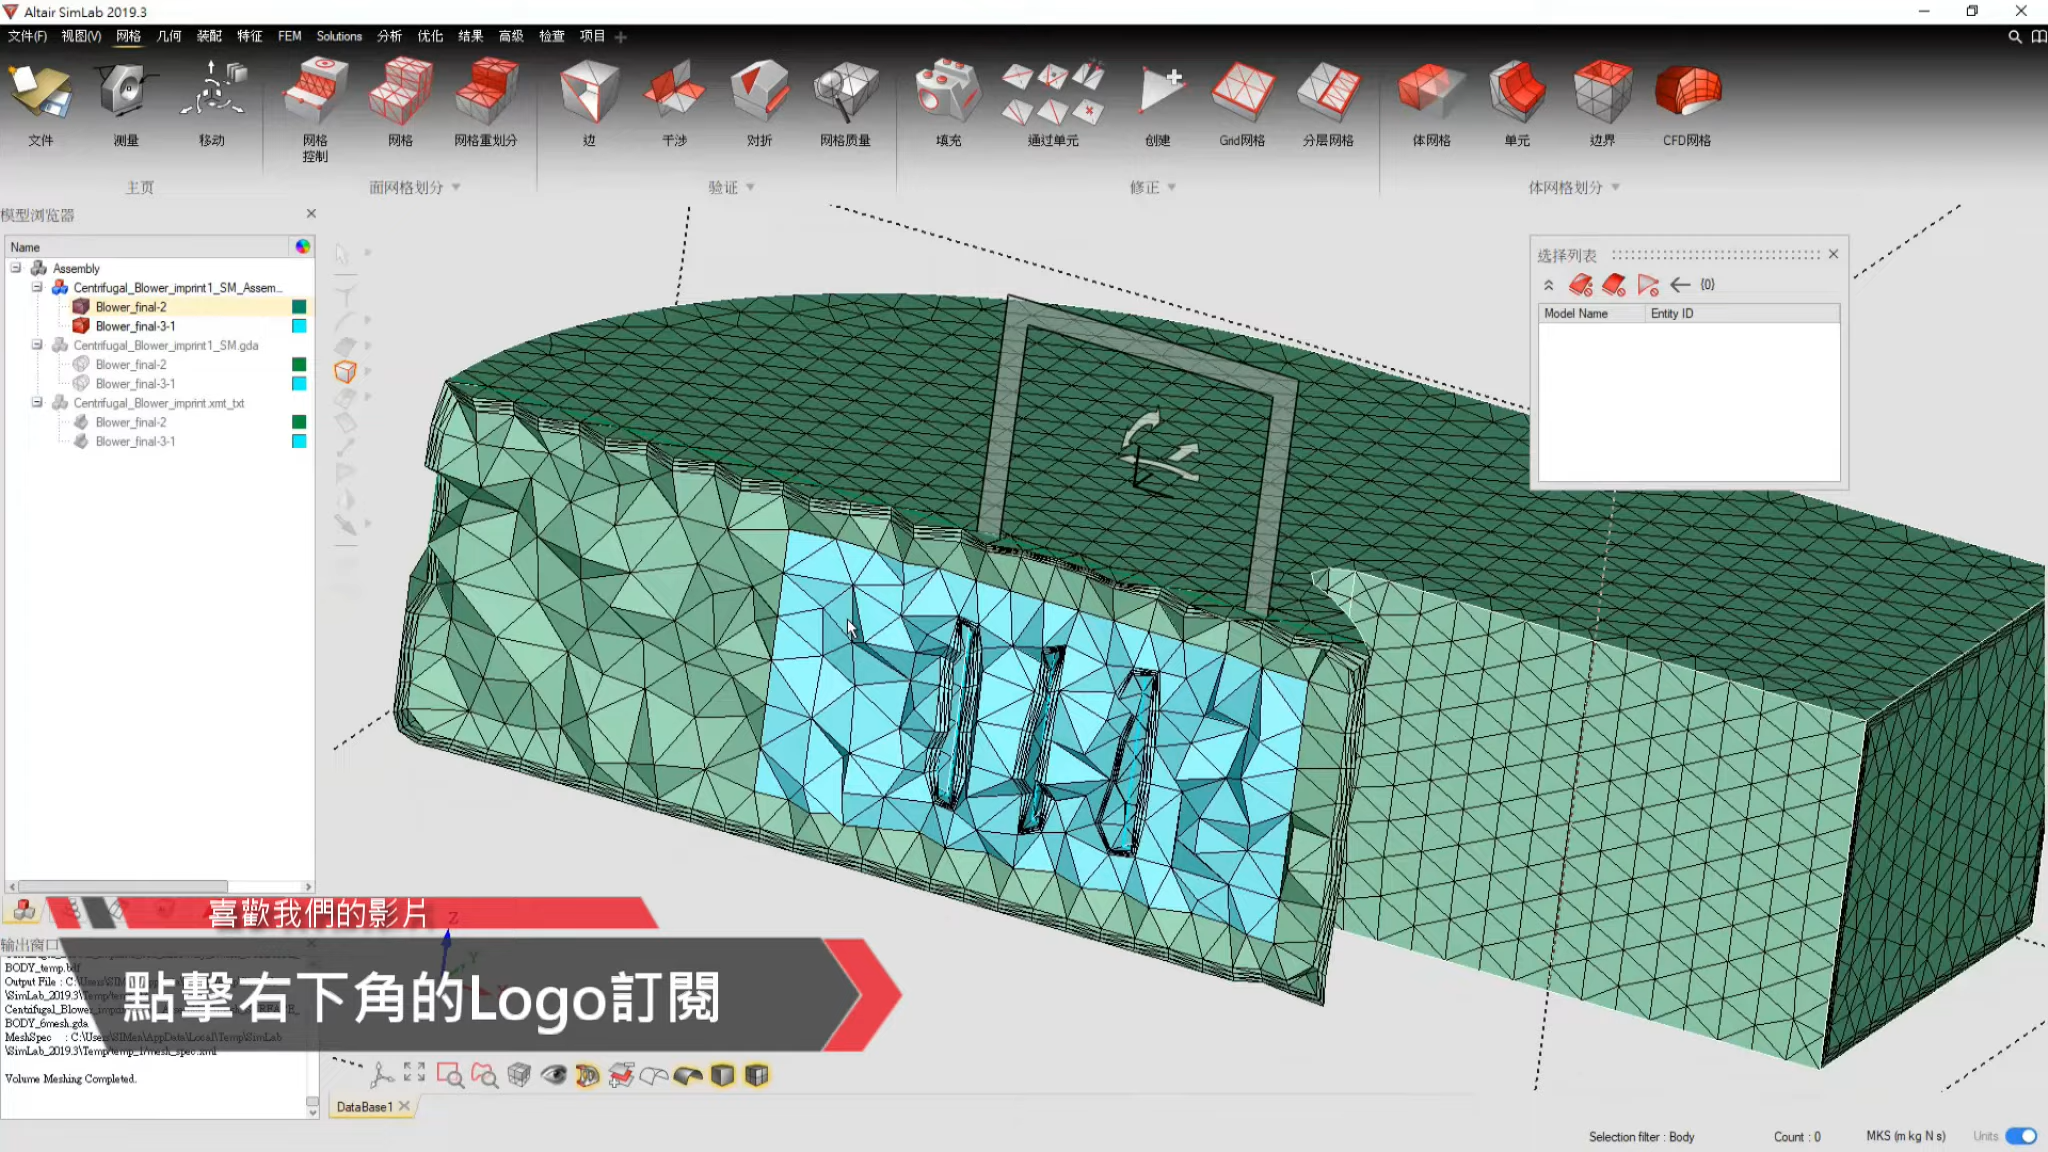 Altair SimLab 2019.3
文件(F) 视图(V) 网格 几何 装配 特征 FEM Solutions 分析 优化 结果 高级 检查 项目
文件 测量 移动 网格控制 网格 网格重划分 边 干涉 对折 网格质量 填充 通过单元 创建 Grid网格 分层网格 体网格 单元 边界 CFD网格
主页 面网格划分 验证 修正 体网格划分
模型浏览器
Name
Assembly
Centrifugal_Blower_imprint1_SM_Assem...
Blower_final-2
Blower_final-3-1
Centrifugal_Blower_imprint1_SM.gda
Blower_final-2
Blower_final-3-1
Centrifugal_Blower_imprint.xmt_txt
Blower_final-2
Blower_final-3-1
选择列表
(0)
Model Name Entity ID
喜歡我們的影片
點擊右下角的Logo訂閱
Z
Y
输出窗口
BODY_temp.bdf
Output File : C:
\SimLab_2019.3\Temp
BODY_6mesh.gda
MeshSpec : C:\Users\SIMen\AppData\Local\Temp\SimLab
\SimLab_2019.3\Temp\temp_1\mesh_spec.xml
Volume Meshing Completed.
DataBase1
Selection filter : Body Count : 0 MKS (m kg N s) Units